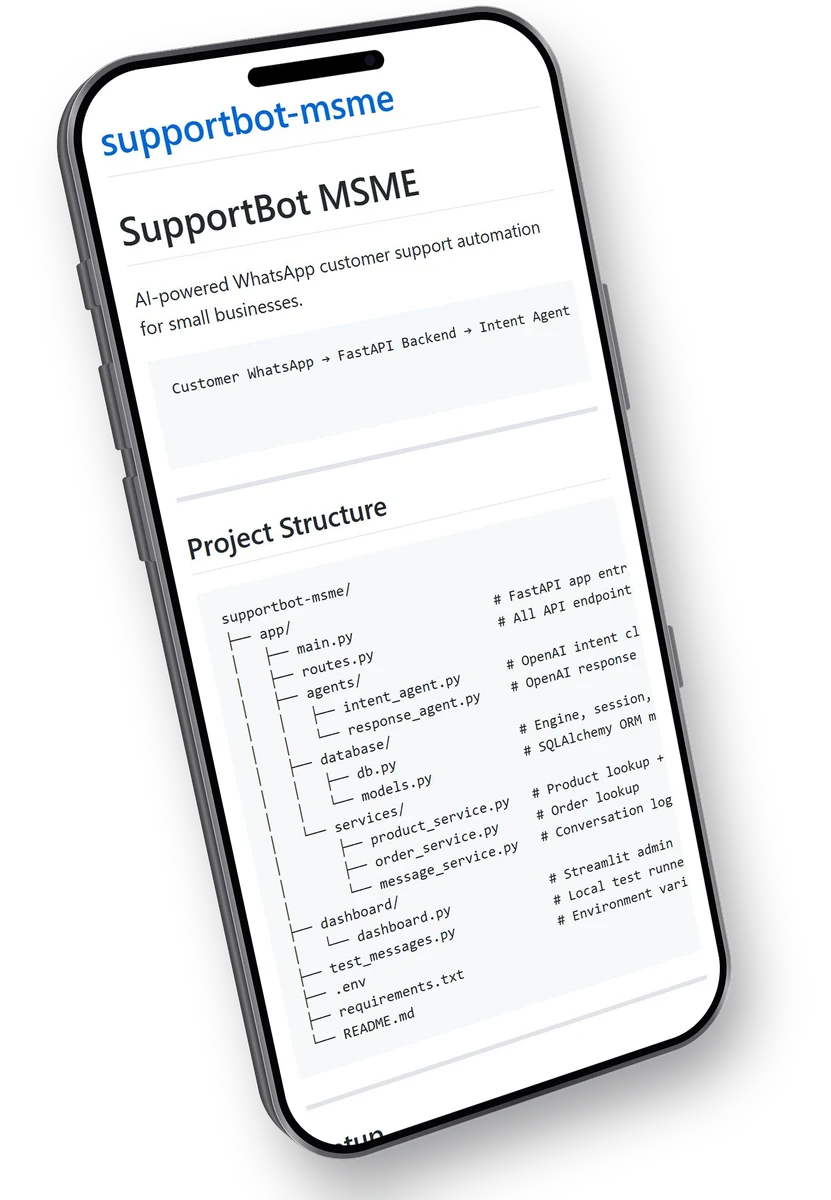 supportbot-msme
SupportBot MSME
AI-powered WhatsApp customer support automation
for small businesses.
Customer WhatsApp → FastAPI Backend → Intent Agent
Project Structure
supportbot-msme/
├── app/
│   ├── main.py # FastAPI app entr
│   ├── routes.py # All API endpoint
│   ├── agents/
│   │   ├── intent_agent.py # OpenAI intent cl
│   │   └── response_agent.py # OpenAI response
│   ├── database/
│   │   ├── db.py # Engine, session,
│   │   └── models.py # SQLAlchemy ORM m
│   └── services/
│       ├── product_service.py # Product lookup +
│       ├── order_service.py # Order lookup
│       └── message_service.py # Conversation log
├── dashboard/
│   └── dashboard.py # Streamlit admin
├── test_messages.py # Local test runne
├── .env # Environment vari
├── requirements.txt
└── README.md